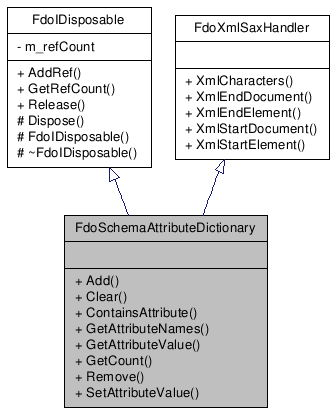 FdoIDisposable
- m_refCount
+ AddRef()
+ GetRefCount()
+ Release()
# Dispose()
# FdoIDisposable()
# ~FdoIDisposable()
FdoXmlSaxHandler
+ XmlCharacters()
+ XmlEndDocument()
+ XmlEndElement()
+ XmlStartDocument()
+ XmlStartElement()
FdoSchemaAttributeDictionary
+ Add()
+ Clear()
+ ContainsAttribute()
+ GetAttributeNames()
+ GetAttributeValue()
+ GetCount()
+ Remove()
+ SetAttributeValue()